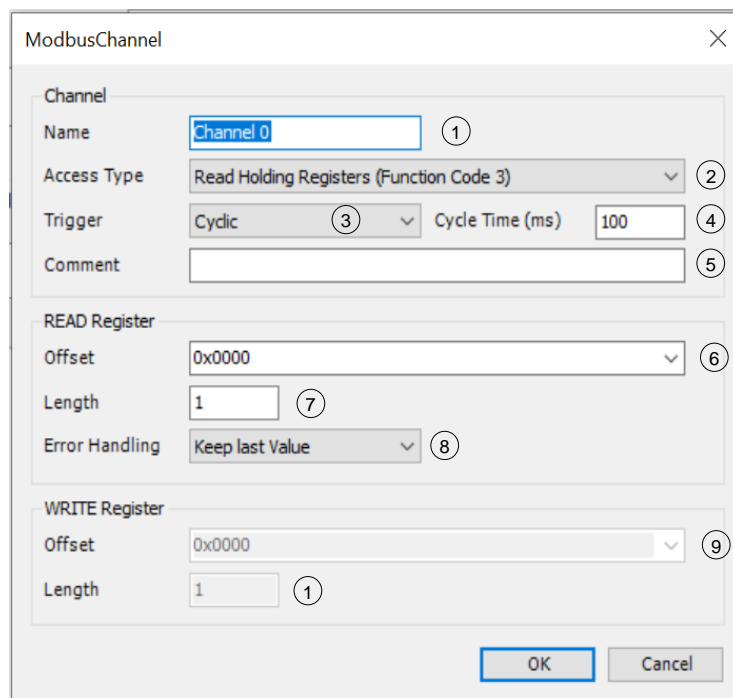 ModbusChannel
Channel
Name Channel 0 1
Access Type Read Holding Registers (Function Code 3) 2
Trigger Cyclic 3 Cycle Time (ms) 100 4
Comment 5
READ Register
Offset 0x0000 6
Length 1 7
Error Handling Keep last Value 8
WRITE Register
Offset 0x0000 9
Length 1 1
OK Cancel